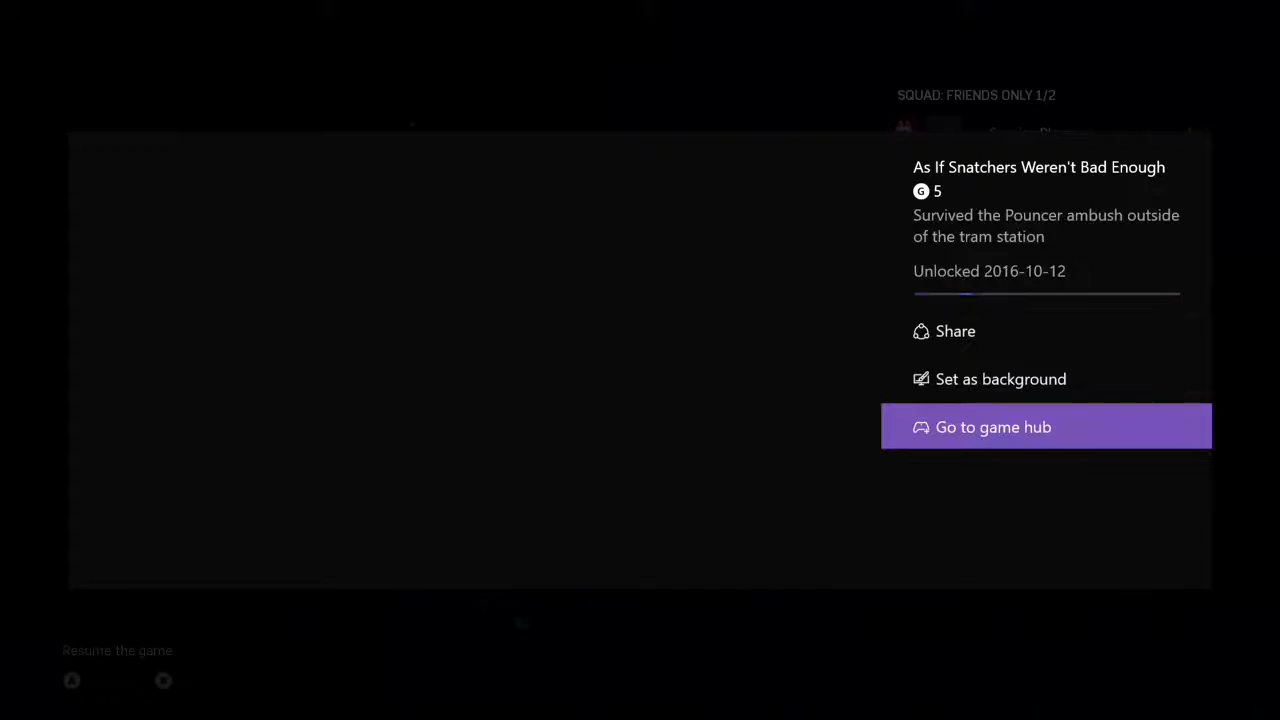 SQUAD: FRIENDS ONLY 1/2
As If Snatchers Weren't Bad Enough
G 5
Survived the Pouncer ambush outside
of the tram station
Unlocked 2016-10-12
Share
Set as background
Go to game hub
Resume the game